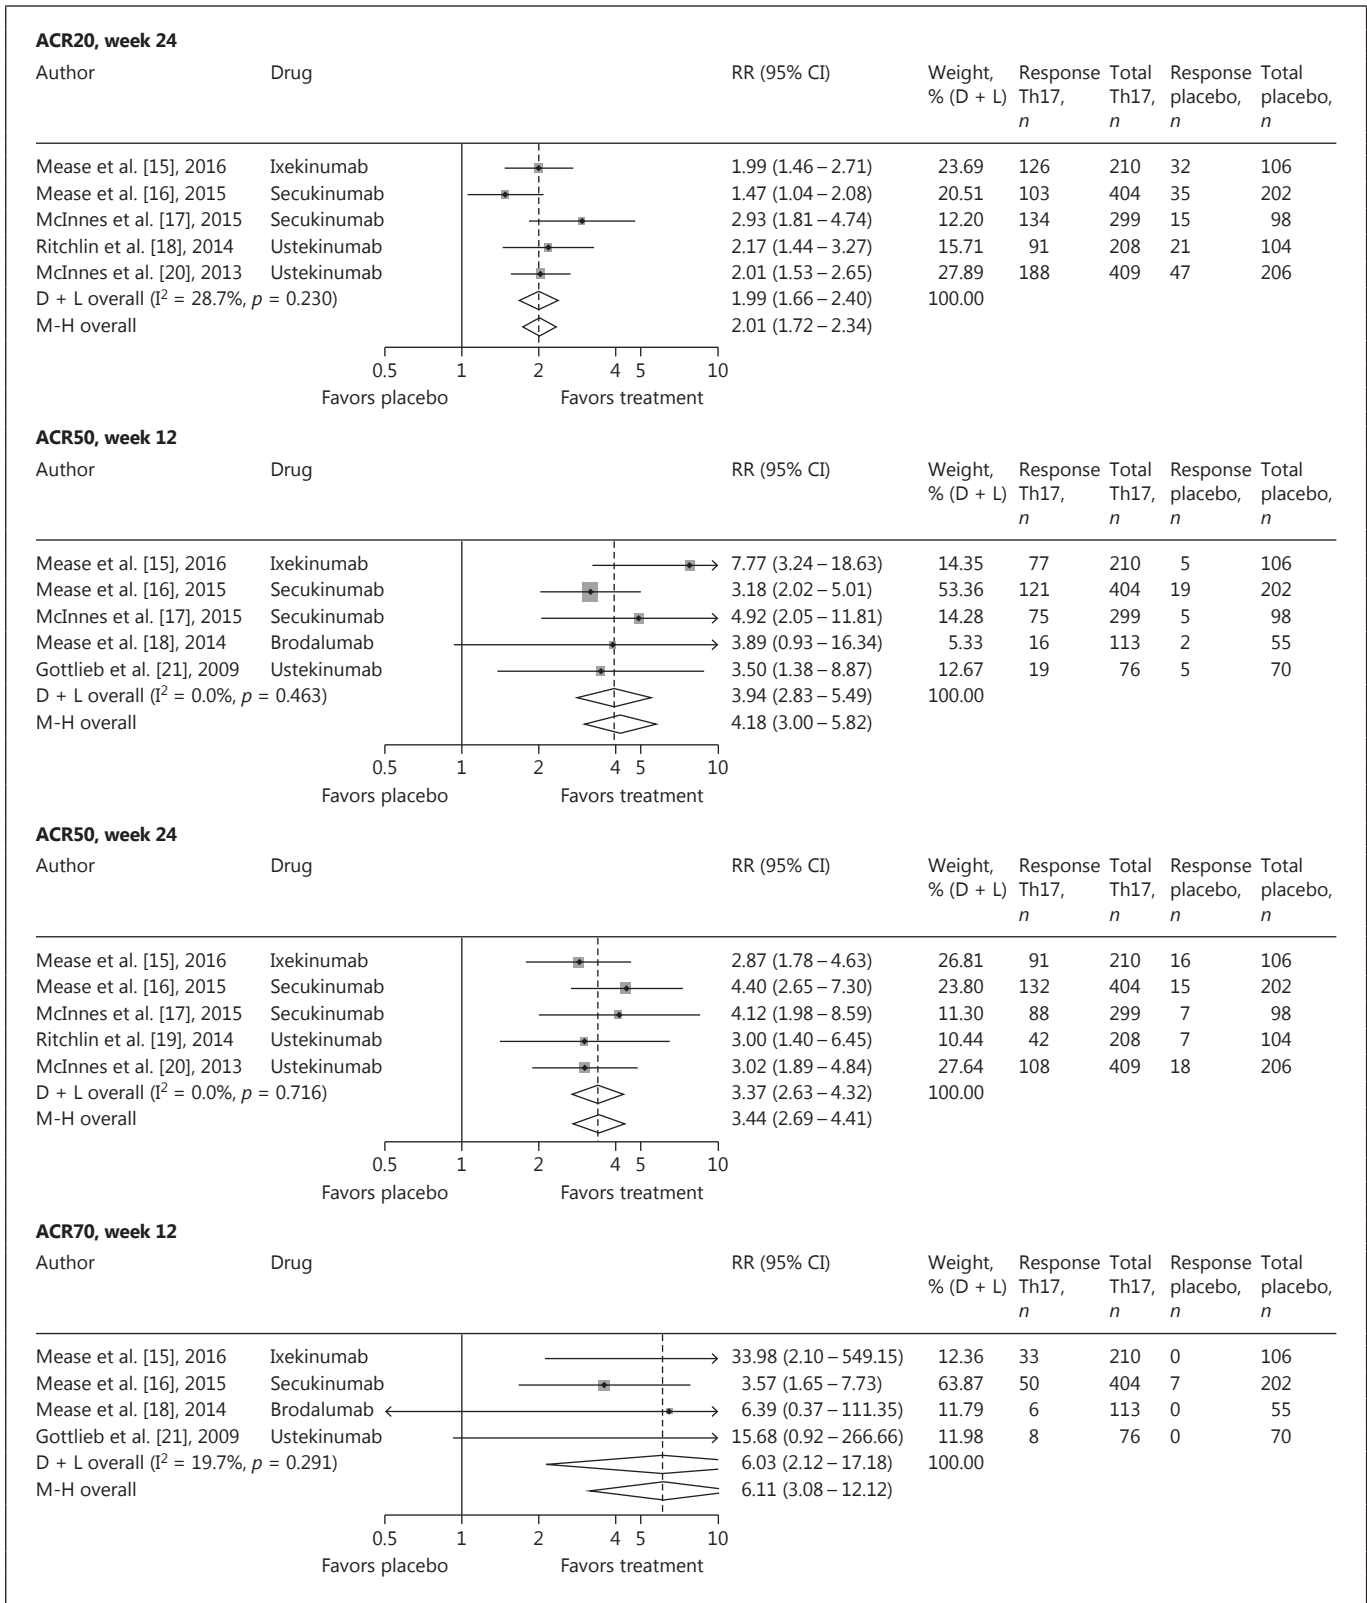 ACR20, week 24
Author Drug RR (95% CI) Weight, Response Total Response Total
% (D + L) Th17, Th17, placebo, placebo,
n n n n
Mease et al. [15], 2016 Ixekinumab 1.99 (1.46 – 2.71) 23.69 126 210 32 106
Mease et al. [16], 2015 Secukinumab 1.47 (1.04 – 2.08) 20.51 103 404 35 202
McInnes et al. [17], 2015 Secukinumab 2.93 (1.81 – 4.74) 12.20 134 299 15 98
Ritchlin et al. [18], 2014 Ustekinumab 2.17 (1.44 – 3.27) 15.71 91 208 21 104
McInnes et al. [20], 2013 Ustekinumab 2.01 (1.53 – 2.65) 27.89 188 409 47 206
D + L overall (I² = 28.7%, p = 0.230) 1.99 (1.66 – 2.40) 100.00
M-H overall 2.01 (1.72 – 2.34)
0.5 1 2 4 5 10
Favors placebo Favors treatment
ACR50, week 12
Author Drug RR (95% CI) Weight, Response Total Response Total
% (D + L) Th17, Th17, placebo, placebo,
n n n n
Mease et al. [15], 2016 Ixekinumab 7.77 (3.24 – 18.63) 14.35 77 210 5 106
Mease et al. [16], 2015 Secukinumab 3.18 (2.02 – 5.01) 53.36 121 404 19 202
McInnes et al. [17], 2015 Secukinumab 4.92 (2.05 – 11.81) 14.28 75 299 5 98
Mease et al. [18], 2014 Brodalumab 3.89 (0.93 – 16.34) 5.33 16 113 2 55
Gottlieb et al. [21], 2009 Ustekinumab 3.50 (1.38 – 8.87) 12.67 19 76 5 70
D + L overall (I² = 0.0%, p = 0.463) 3.94 (2.83 – 5.49) 100.00
M-H overall 4.18 (3.00 – 5.82)
0.5 1 2 4 5 10
Favors placebo Favors treatment
ACR50, week 24
Author Drug RR (95% CI) Weight, Response Total Response Total
% (D + L) Th17, Th17, placebo, placebo,
n n n n
Mease et al. [15], 2016 Ixekinumab 2.87 (1.78 – 4.63) 26.81 91 210 16 106
Mease et al. [16], 2015 Secukinumab 4.40 (2.65 – 7.30) 23.80 132 404 15 202
McInnes et al. [17], 2015 Secukinumab 4.12 (1.98 – 8.59) 11.30 88 299 7 98
Ritchlin et al. [19], 2014 Ustekinumab 3.00 (1.40 – 6.45) 10.44 42 208 7 104
McInnes et al. [20], 2013 Ustekinumab 3.02 (1.89 – 4.84) 27.64 108 409 18 206
D + L overall (I² = 0.0%, p = 0.716) 3.37 (2.63 – 4.32) 100.00
M-H overall 3.44 (2.69 – 4.41)
0.5 1 2 4 5 10
Favors placebo Favors treatment
ACR70, week 12
Author Drug RR (95% CI) Weight, Response Total Response Total
% (D + L) Th17, Th17, placebo, placebo,
n n n n
Mease et al. [15], 2016 Ixekinumab 33.98 (2.10 – 549.15) 12.36 33 210 0 106
Mease et al. [16], 2015 Secukinumab 3.57 (1.65 – 7.73) 63.87 50 404 7 202
Mease et al. [18], 2014 Brodalumab 6.39 (0.37 – 111.35) 11.79 6 113 0 55
Gottlieb et al. [21], 2009 Ustekinumab 15.68 (0.92 – 266.66) 11.98 8 76 0 70
D + L overall (I² = 19.7%, p = 0.291) 6.03 (2.12 – 17.18) 100.00
M-H overall 6.11 (3.08 – 12.12)
0.5 1 2 4 5 10
Favors placebo Favors treatment